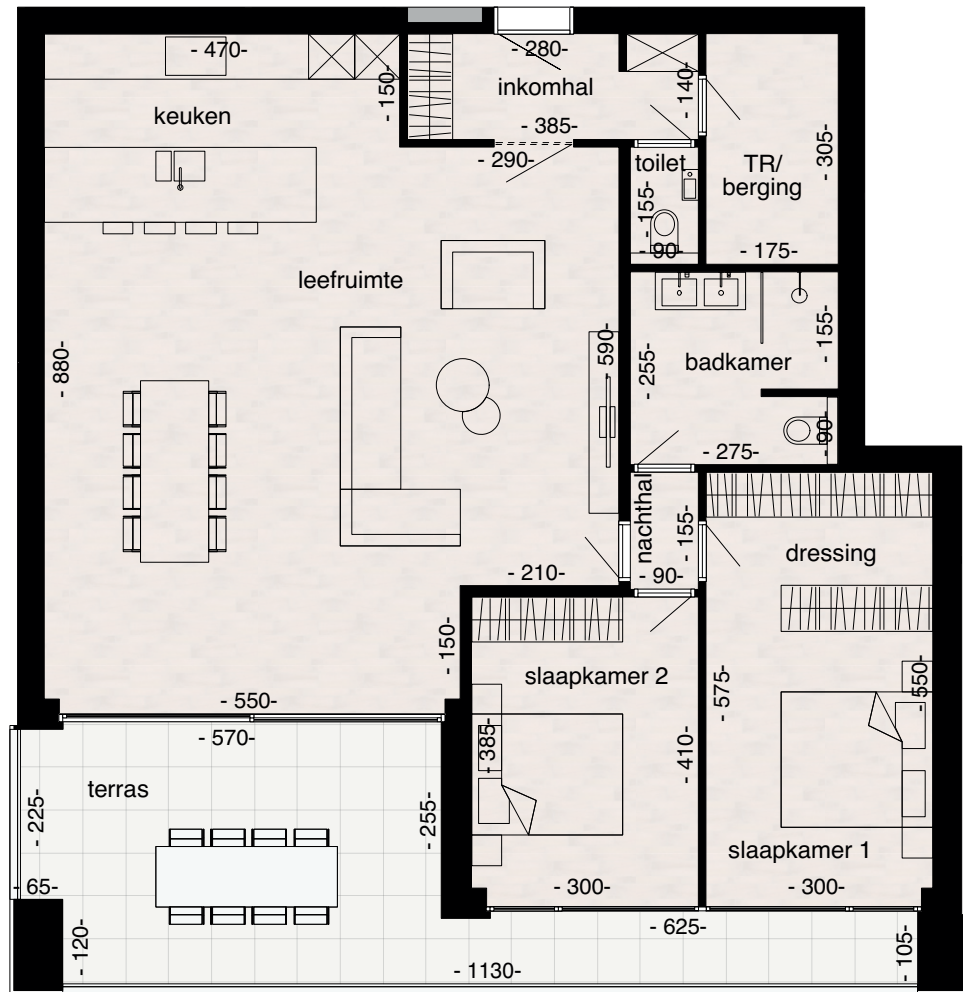 - 470-
- 280-
inkomhal
- 150-
- 140-
keuken
- 385-
- 290-
toilet
TR/
berging
- 305-
- 155-
- 90-
- 175-
leefruimte
- 880-
- 590-
- 255-
badkamer
- 155-
- 275-
- 90-
nachthal
- 155-
dressing
- 210-
- 90-
- 150-
slaapkamer 2
- 575-
- 550-
- 550-
- 570-
- 385-
- 410-
terras
- 225-
- 255-
slaapkamer 1
- 65-
- 300-
- 300-
- 625-
- 120-
- 105-
- 1130-